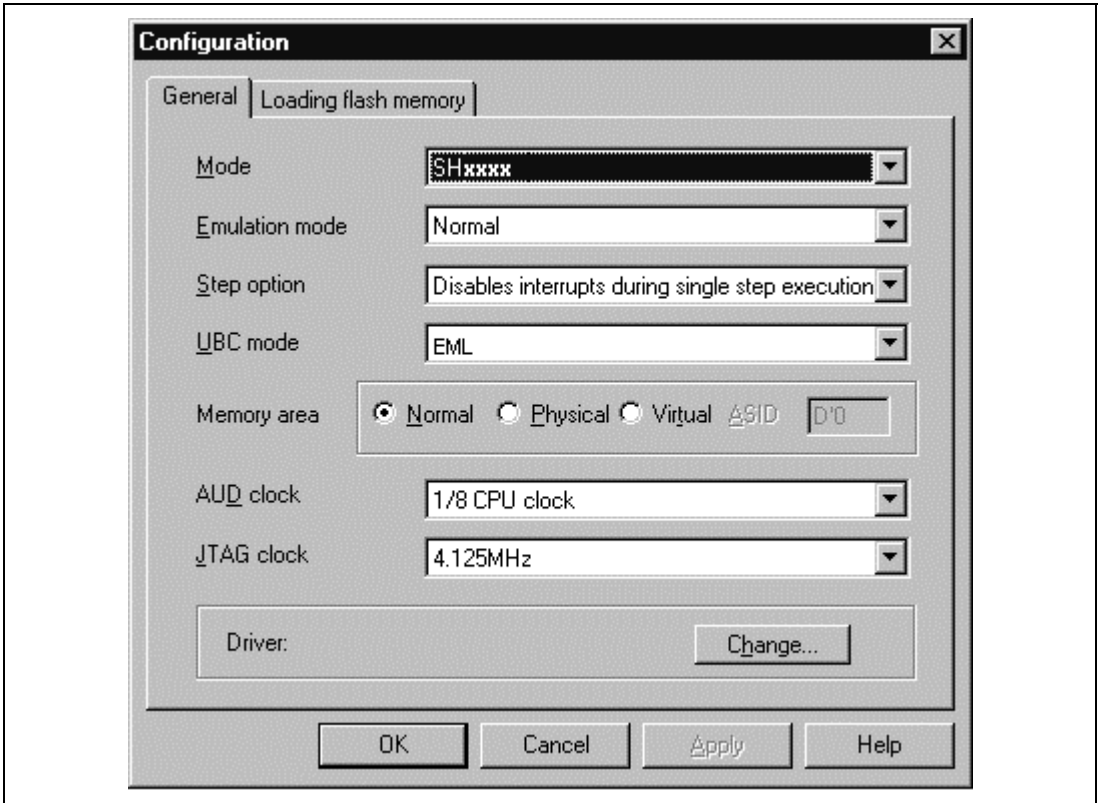 Configuration
General Loading flash memory
Mode SHxxxx
Emulation mode Normal
Step option Disables interrupts during single step execution
UBC mode EML
Memory area Normal Physical Virtual ASID D'0
AUD clock 1/8 CPU clock
JTAG clock 4.125MHz
Driver: Change...
OK Cancel Apply Help